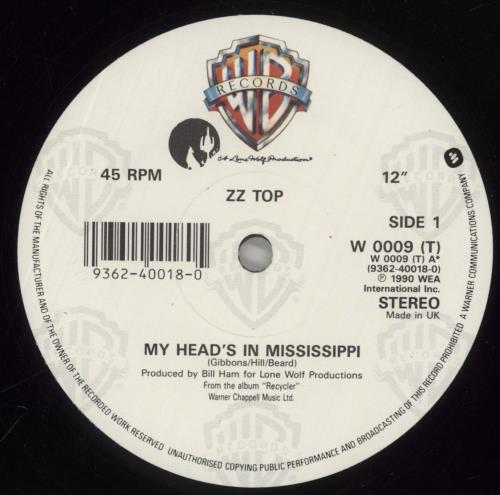 WB
RECORDS
A Lone Wolf Production
45 RPM
ZZ TOP
12"
SIDE 1
W 0009 (T)
W 0009 (T) A*
(9362-40018-0)
Ⓟ 1990 WEA
International Inc.
STEREO
Made in UK
9362-40018-0
MY HEAD'S IN MISSISSIPPI
(Gibbons/Hill/Beard)
Produced by Bill Ham for Lone Wolf Productions
From the album "Recycler"
Warner Chappell Music Ltd.
ALL RIGHTS OF THE MANUFACTURER AND OF THE OWNER OF THE RECORDED WORK RESERVED UNAUTHORISED COPYING PUBLIC PERFORMANCE AND BROADCASTING OF THIS RECORD PROHIBITED A WARNER COMMUNICATIONS COMPANY
WB
RECORDS